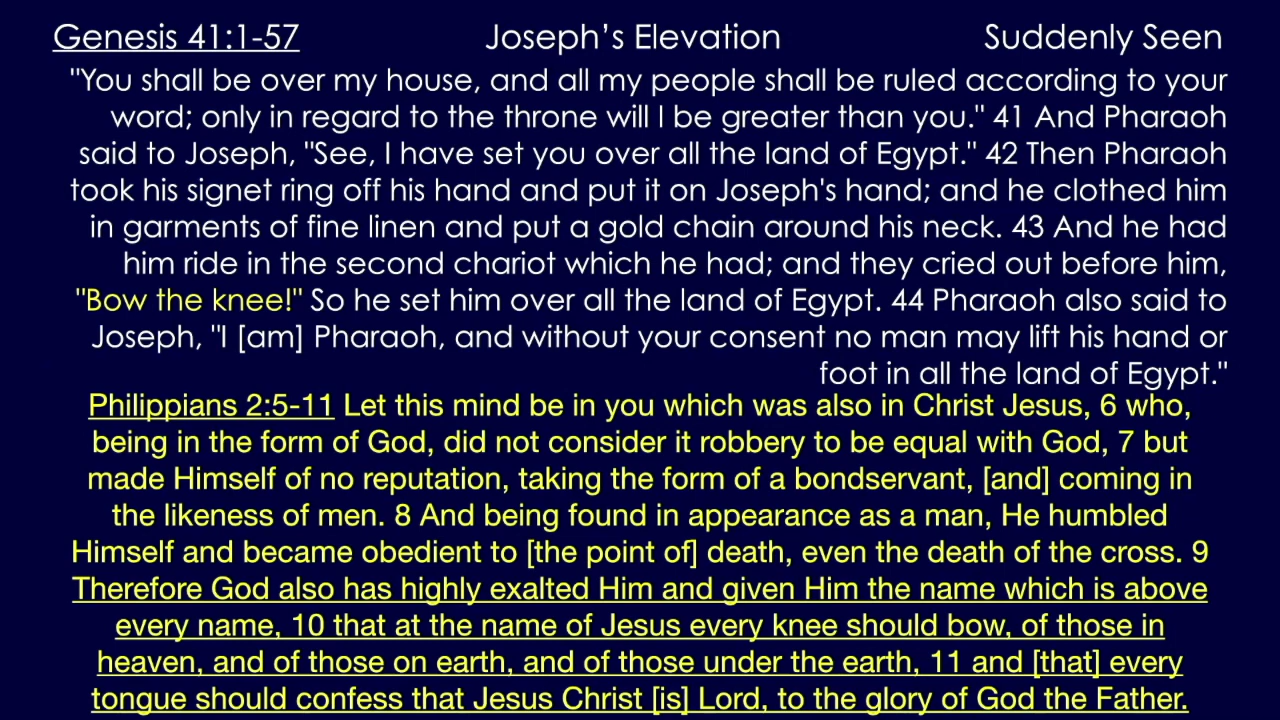 Genesis 41:1-57 Joseph’s Elevation Suddenly Seen
"You shall be over my house, and all my people shall be ruled according to your
word; only in regard to the throne will I be greater than you." 41 And Pharaoh
said to Joseph, "See, I have set you over all the land of Egypt." 42 Then Pharaoh
took his signet ring off his hand and put it on Joseph's hand; and he clothed him
in garments of fine linen and put a gold chain around his neck. 43 And he had
him ride in the second chariot which he had; and they cried out before him,
"Bow the knee!" So he set him over all the land of Egypt. 44 Pharaoh also said to
Joseph, "I [am] Pharaoh, and without your consent no man may lift his hand or
foot in all the land of Egypt."
Philippians 2:5-11 Let this mind be in you which was also in Christ Jesus, 6 who,
being in the form of God, did not consider it robbery to be equal with God, 7 but
made Himself of no reputation, taking the form of a bondservant, [and] coming in
the likeness of men. 8 And being found in appearance as a man, He humbled
Himself and became obedient to [the point of] death, even the death of the cross. 9
Therefore God also has highly exalted Him and given Him the name which is above
every name, 10 that at the name of Jesus every knee should bow, of those in
heaven, and of those on earth, and of those under the earth, 11 and [that] every
tongue should confess that Jesus Christ [is] Lord, to the glory of God the Father.